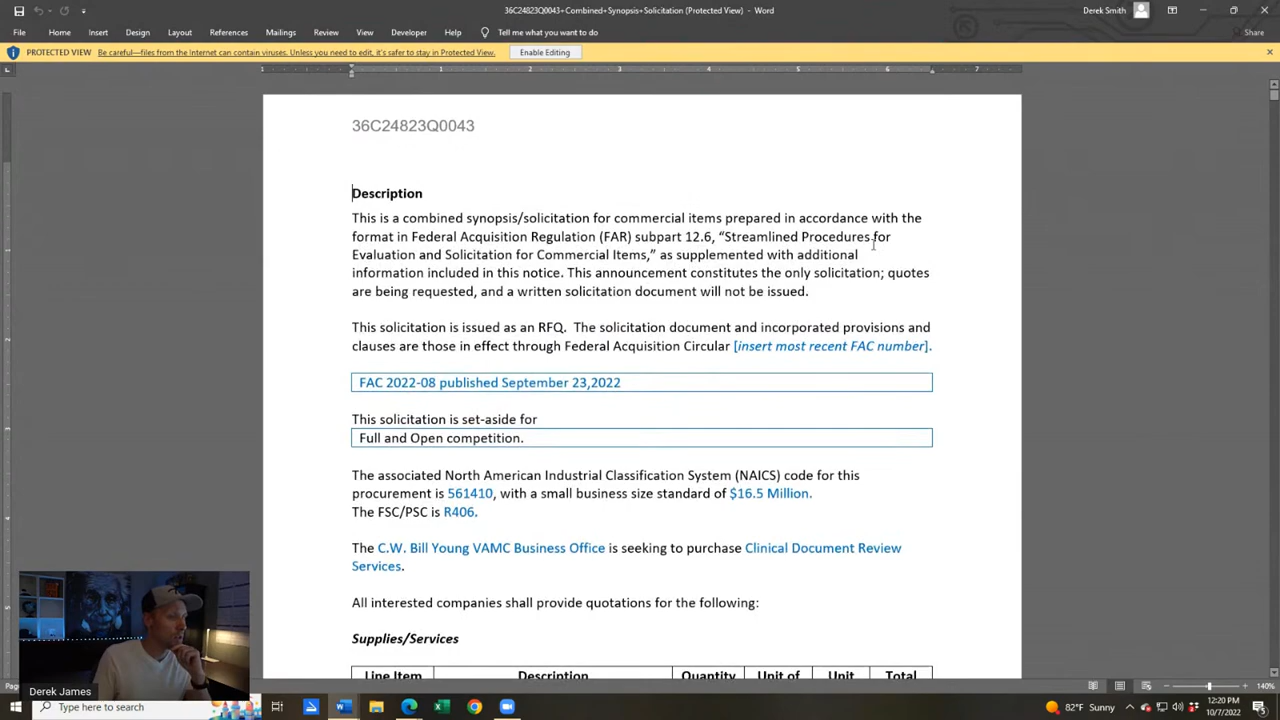 36C24823Q0043+Combined+Synopsis+Solicitation (Protected View) - Word
Derek Smith
File Home Insert Design Layout References Mailings Review View Developer Help Tell me what you want to do
Share
PROTECTED VIEW Be careful—files from the Internet can contain viruses. Unless you need to edit, it's safer to stay in Protected View. Enable Editing
1 1 2 3 4 5 6 7
36C24823Q0043
Description
This is a combined synopsis/solicitation for commercial items prepared in accordance with the
format in Federal Acquisition Regulation (FAR) subpart 12.6, “Streamlined Procedures for
Evaluation and Solicitation for Commercial Items,” as supplemented with additional
information included in this notice. This announcement constitutes the only solicitation; quotes
are being requested, and a written solicitation document will not be issued.
This solicitation is issued as an RFQ. The solicitation document and incorporated provisions and
clauses are those in effect through Federal Acquisition Circular [insert most recent FAC number].
FAC 2022-08 published September 23,2022
This solicitation is set-aside for
Full and Open competition.
The associated North American Industrial Classification System (NAICS) code for this
procurement is 561410, with a small business size standard of $16.5 Million.
The FSC/PSC is R406.
The C.W. Bill Young VAMC Business Office is seeking to purchase Clinical Document Review
Services.
All interested companies shall provide quotations for the following:
Supplies/Services
Line Item Description Quantity Unit of Unit Total
Derek James
140%
Type here to search
82°F Sunny
12:20 PM
10/7/2022